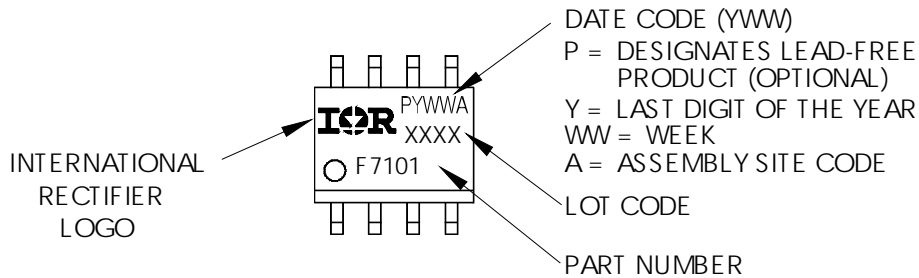 DATE CODE (YWW)
P = DESIGNATES LEAD-FREE
PRODUCT (OPTIONAL)
Y = LAST DIGIT OF THE YEAR
WW = WEEK
A = ASSEMBLY SITE CODE
LOT CODE
PART NUMBER
INTERNATIONAL
RECTIFIER
LOGO
PYWWA
IOR
XXXX
F7101